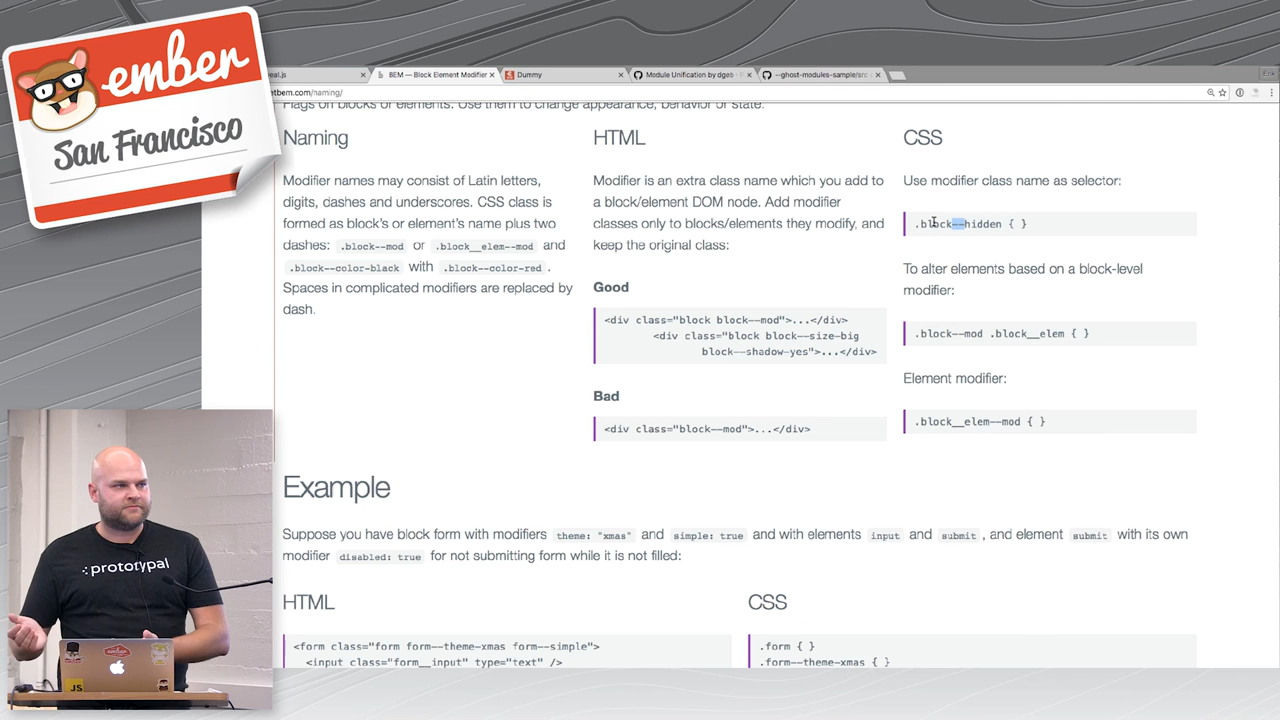 ember
San Francisco
eal.js
BEM — Block Element Modifier
Dummy
Module Unification by dgeb · P
--ghost-modules-sample/src
etbem.com/naming/
Flags on blocks or elements. Use them to change appearance, behavior or state.
Naming
Modifier names may consist of Latin letters,
digits, dashes and underscores. CSS class is
formed as block's or element's name plus two
dashes: .block--mod or .block__elem--mod and
.block--color-black with .block--color-red .
Spaces in complicated modifiers are replaced by
dash.
HTML
Modifier is an extra class name which you add to
a block/element DOM node. Add modifier
classes only to blocks/elements they modify, and
keep the original class:
Good
<div class="block block--mod">...</div>
<div class="block block--size-big
block--shadow-yes">...</div>
Bad
<div class="block--mod">...</div>
CSS
Use modifier class name as selector:
.block--hidden { }
To alter elements based on a block-level
modifier:
.block--mod .block__elem { }
Element modifier:
.block__elem--mod { }
Example
Suppose you have block form with modifiers theme: "xmas" and simple: true and with elements input and submit , and element submit with its own
modifier disabled: true for not submitting form while it is not filled:
HTML
<form class="form form--theme-xmas form--simple">
<input class="form__input" type="text" />
CSS
.form { }
.form--theme-xmas { }
prototypal
JS